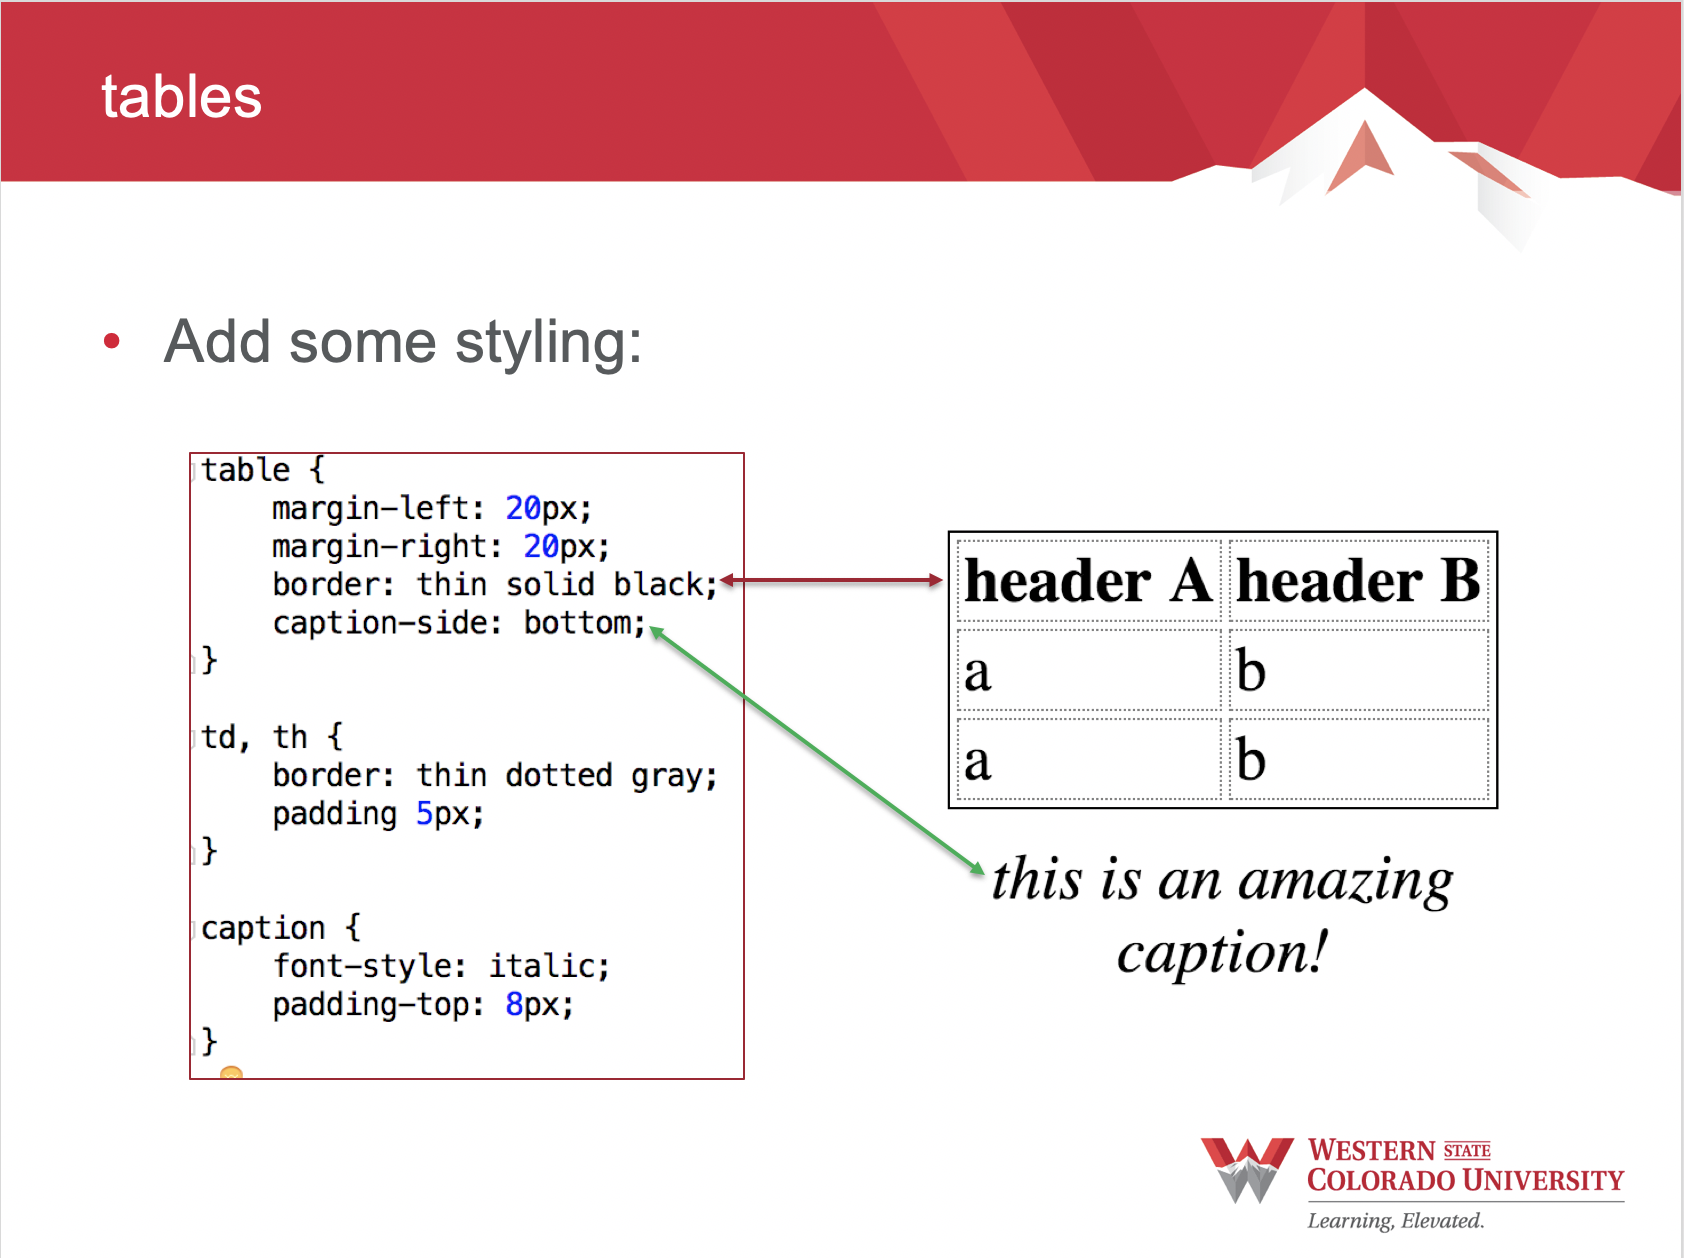 tables
• Add some styling:
table {
    margin-left: 20px;
    margin-right: 20px;
    border: thin solid black;
    caption-side: bottom;
}
td, th {
    border: thin dotted gray;
    padding 5px;
}
caption {
    font-style: italic;
    padding-top: 8px;
}
header A header B
a b
a b
this is an amazing
caption!
WESTERN STATE
COLORADO UNIVERSITY
Learning, Elevated.